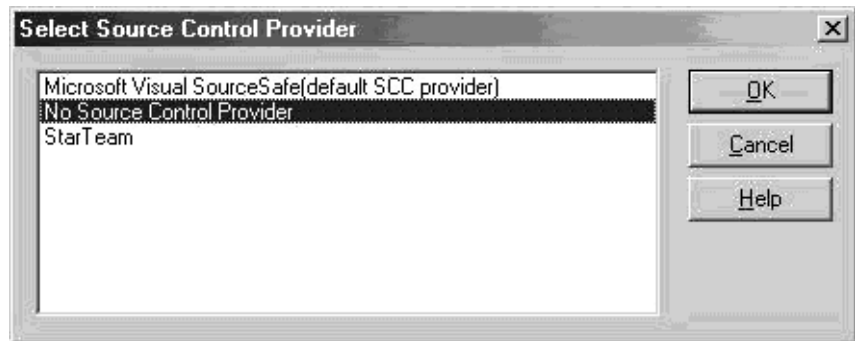 Select Source Control Provider
Microsoft Visual SourceSafe(default SCC provider)
No Source Control Provider
StarTeam
OK
Cancel
Help